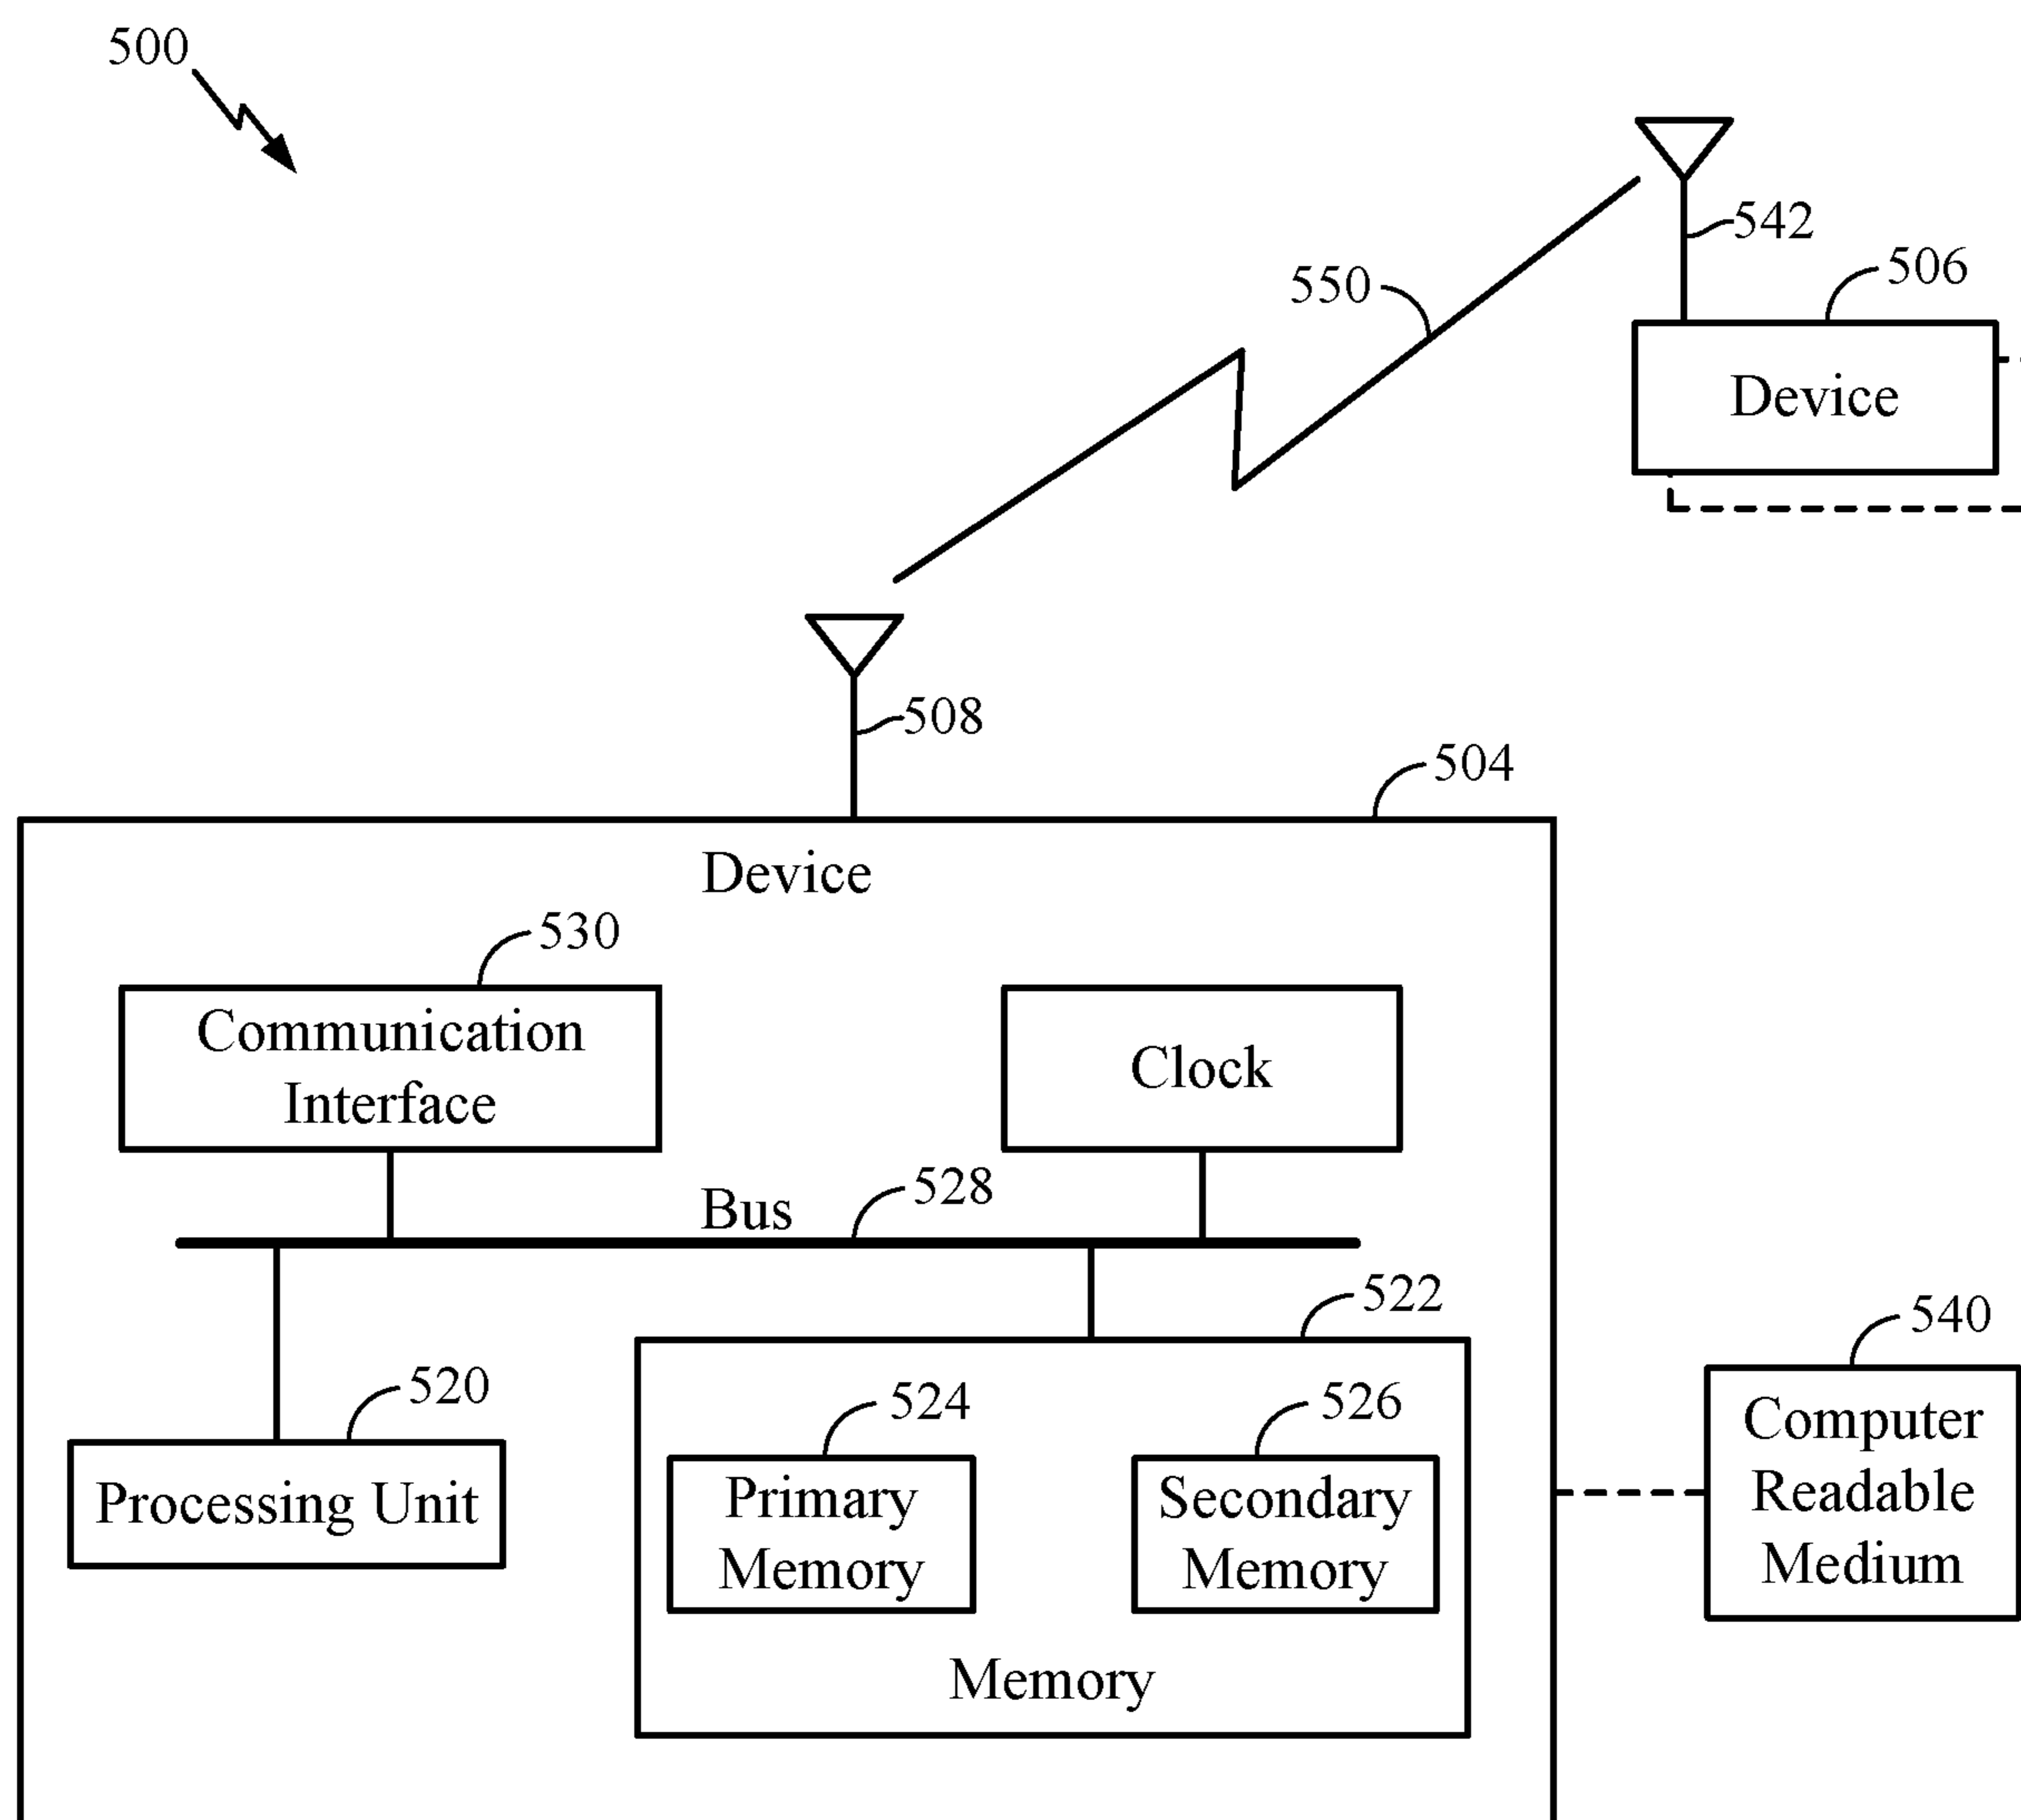 500
542
506
550
Device
508
504
Device
530
Communication
Interface
Clock
Bus
528
522
540
520
524
526
Processing Unit
Primary
Memory
Secondary
Memory
Computer
Readable
Medium
Memory